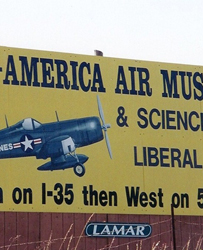 -AMERICA AIR MUS
& SCIENC
LIBERAL
NES
n on I-35 then West on 5
LAMAR